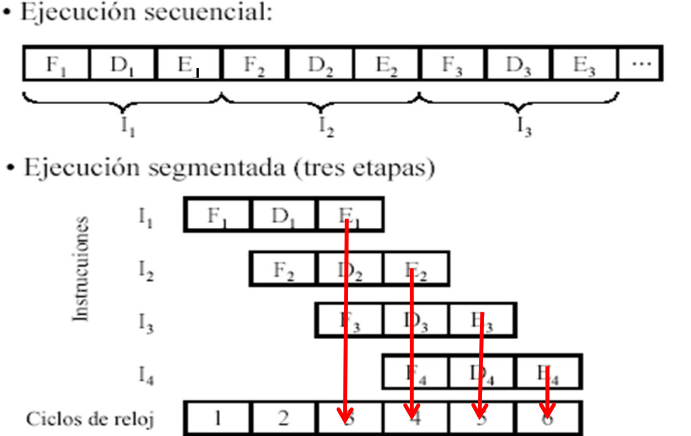 • Ejecución secuencial:
F₁ D₁ E₁ F₂ D₂ E₂ F₃ D₃ E₃ ...
I₁ I₂ I₃
• Ejecución segmentada (tres etapas)
Instrucuiones
I₁ F₁ D₁ E₁
I₂ F₂ D₂ E₂
I₃ F₃ D₃ E₃
I₄ F₄ D₄ E₄
Ciclos de reloj 1 2 3 4 5 6